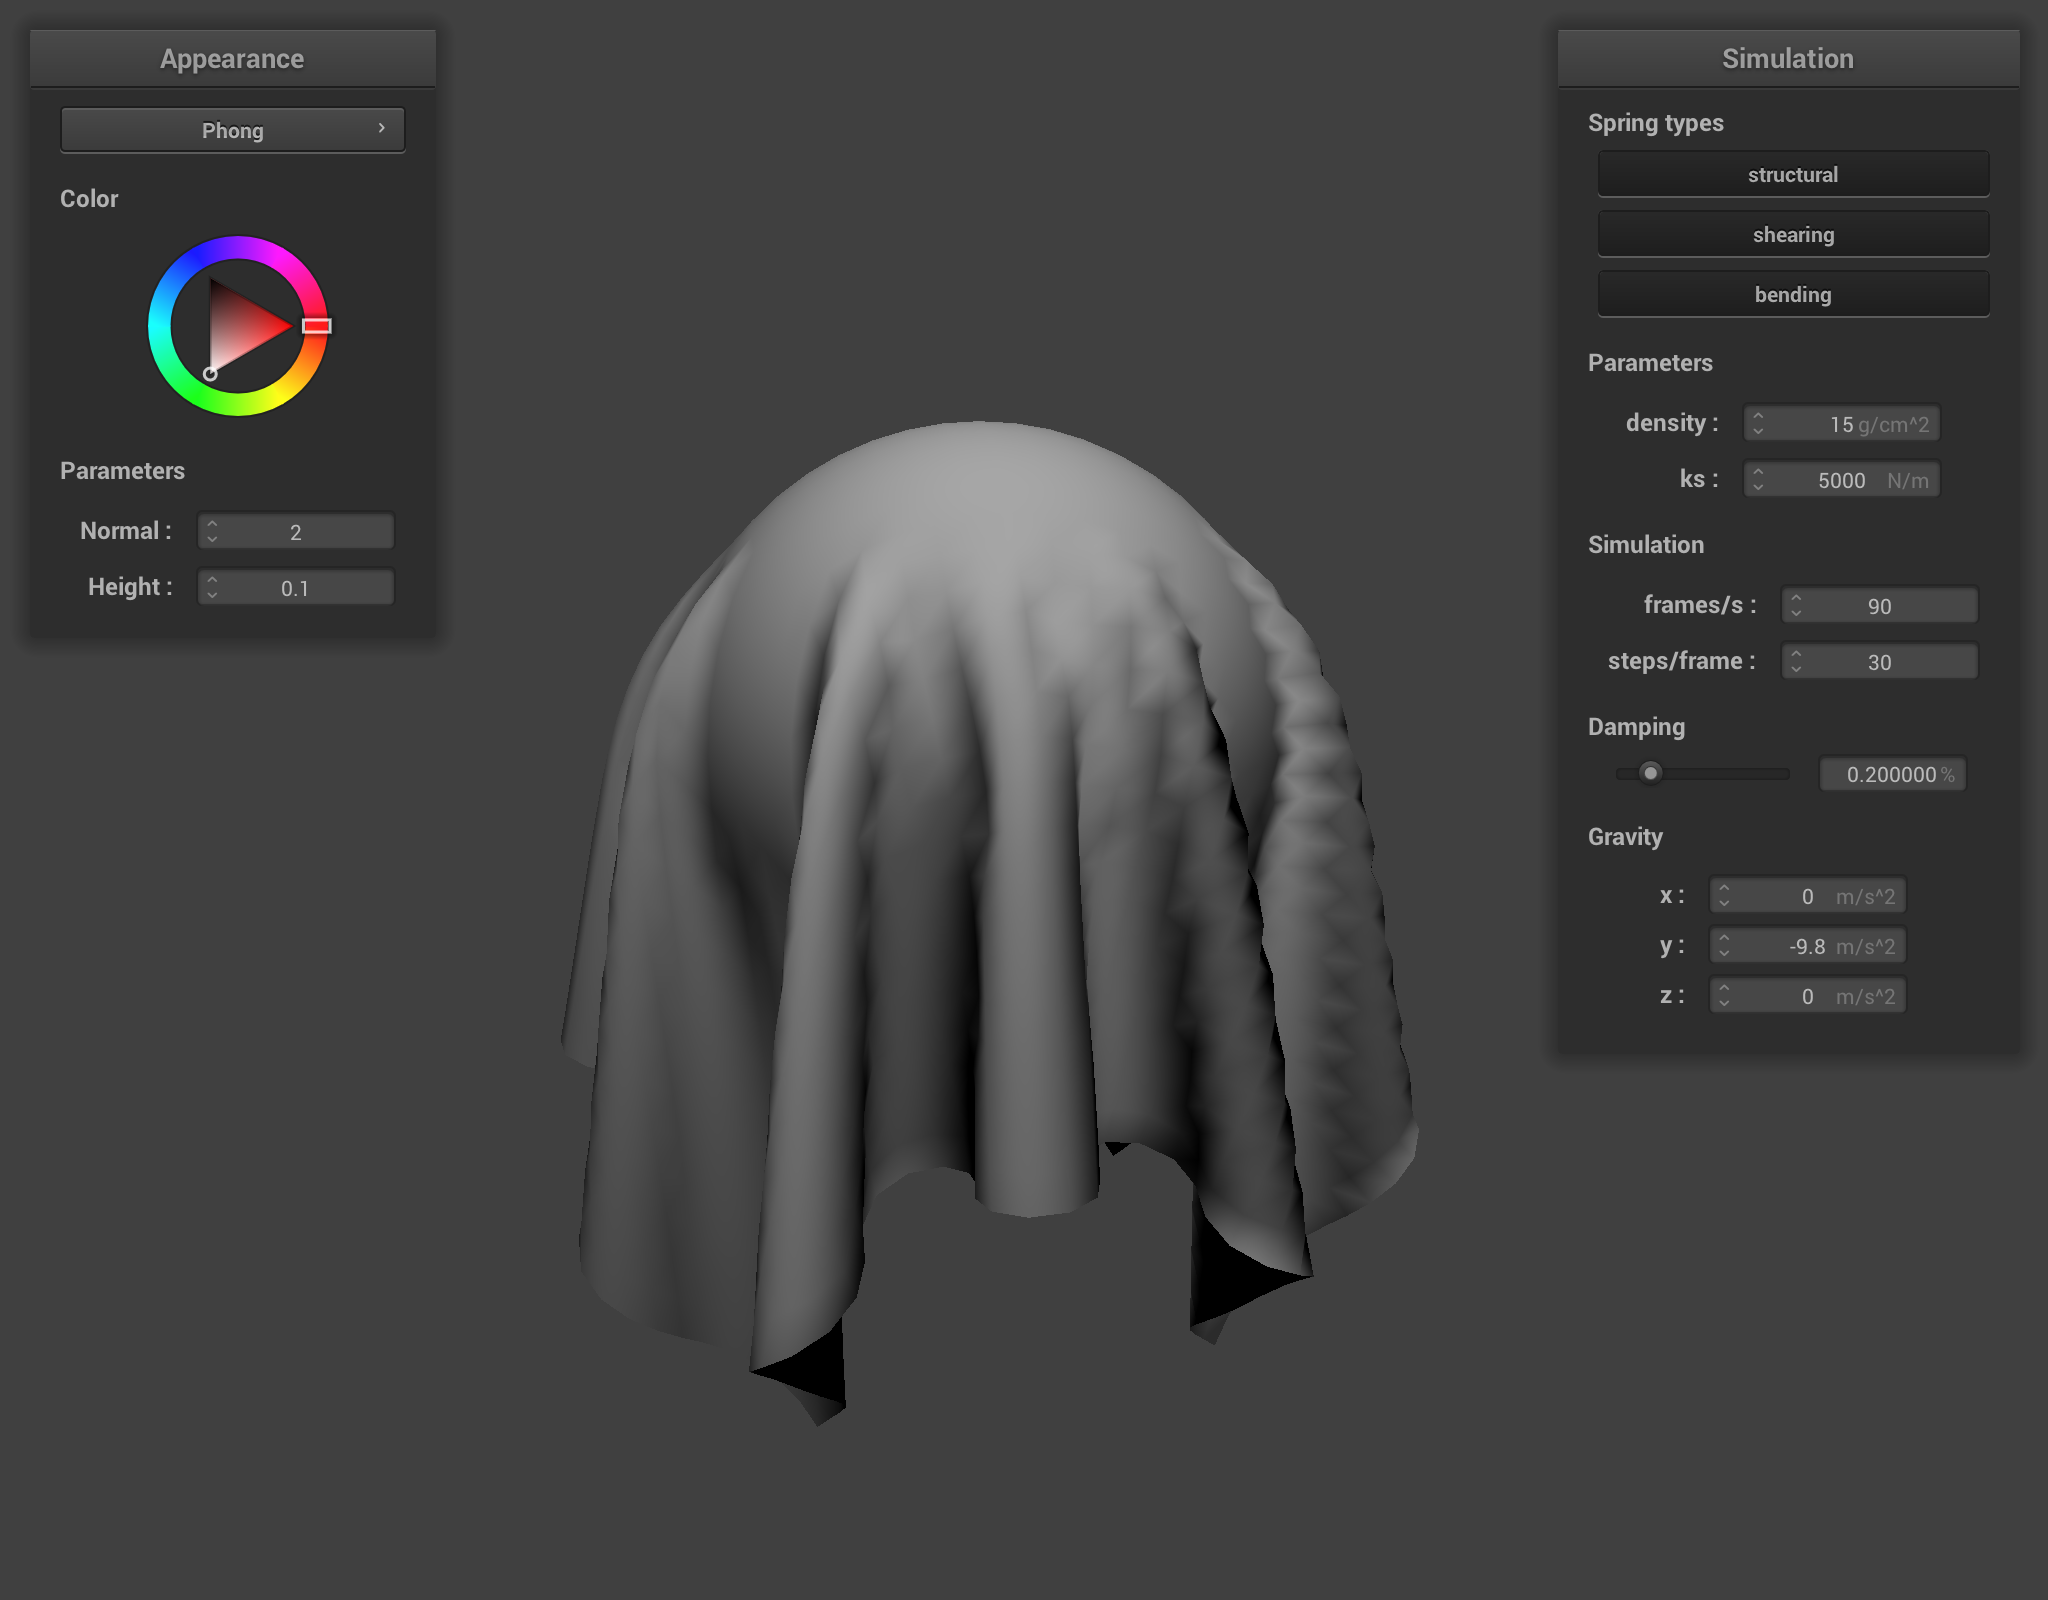 Appearance
Phong
Color
Parameters
Normal : 2
Height : 0.1
Simulation
Spring types
structural
shearing
bending
Parameters
density : 15 g/cm^2
ks : 5000 N/m
Simulation
frames/s : 90
steps/frame : 30
Damping
0.200000 %
Gravity
x : 0 m/s^2
y : -9.8 m/s^2
z : 0 m/s^2